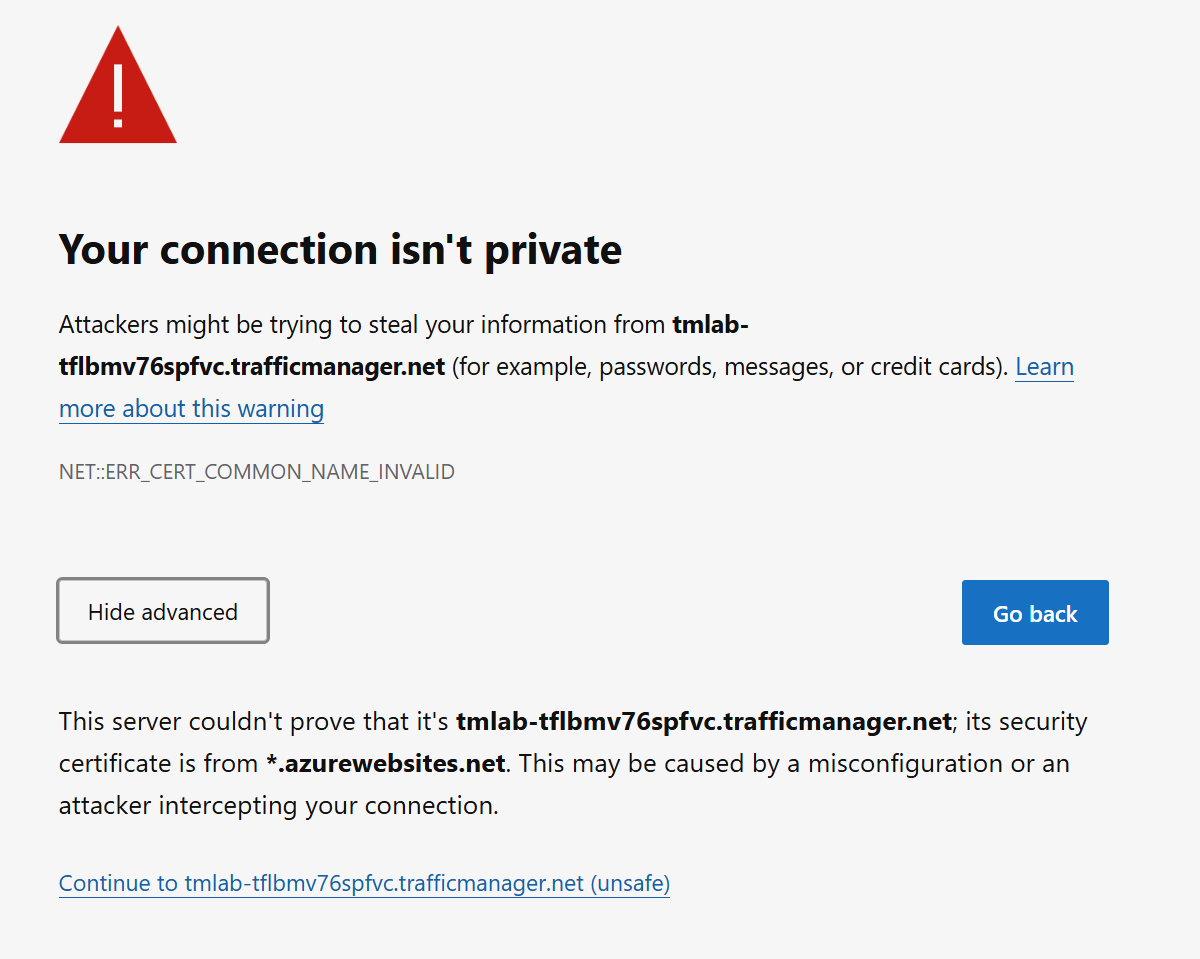 Your connection isn't private
Attackers might be trying to steal your information from tmlab-
tflbmv76spfvc.trafficmanager.net (for example, passwords, messages, or credit cards). Learn
more about this warning
NET::ERR_CERT_COMMON_NAME_INVALID
Hide advanced
Go back
This server couldn't prove that it's tmlab-tflbmv76spfvc.trafficmanager.net; its security
certificate is from *.azurewebsites.net. This may be caused by a misconfiguration or an
attacker intercepting your connection.
Continue to tmlab-tflbmv76spfvc.trafficmanager.net (unsafe)